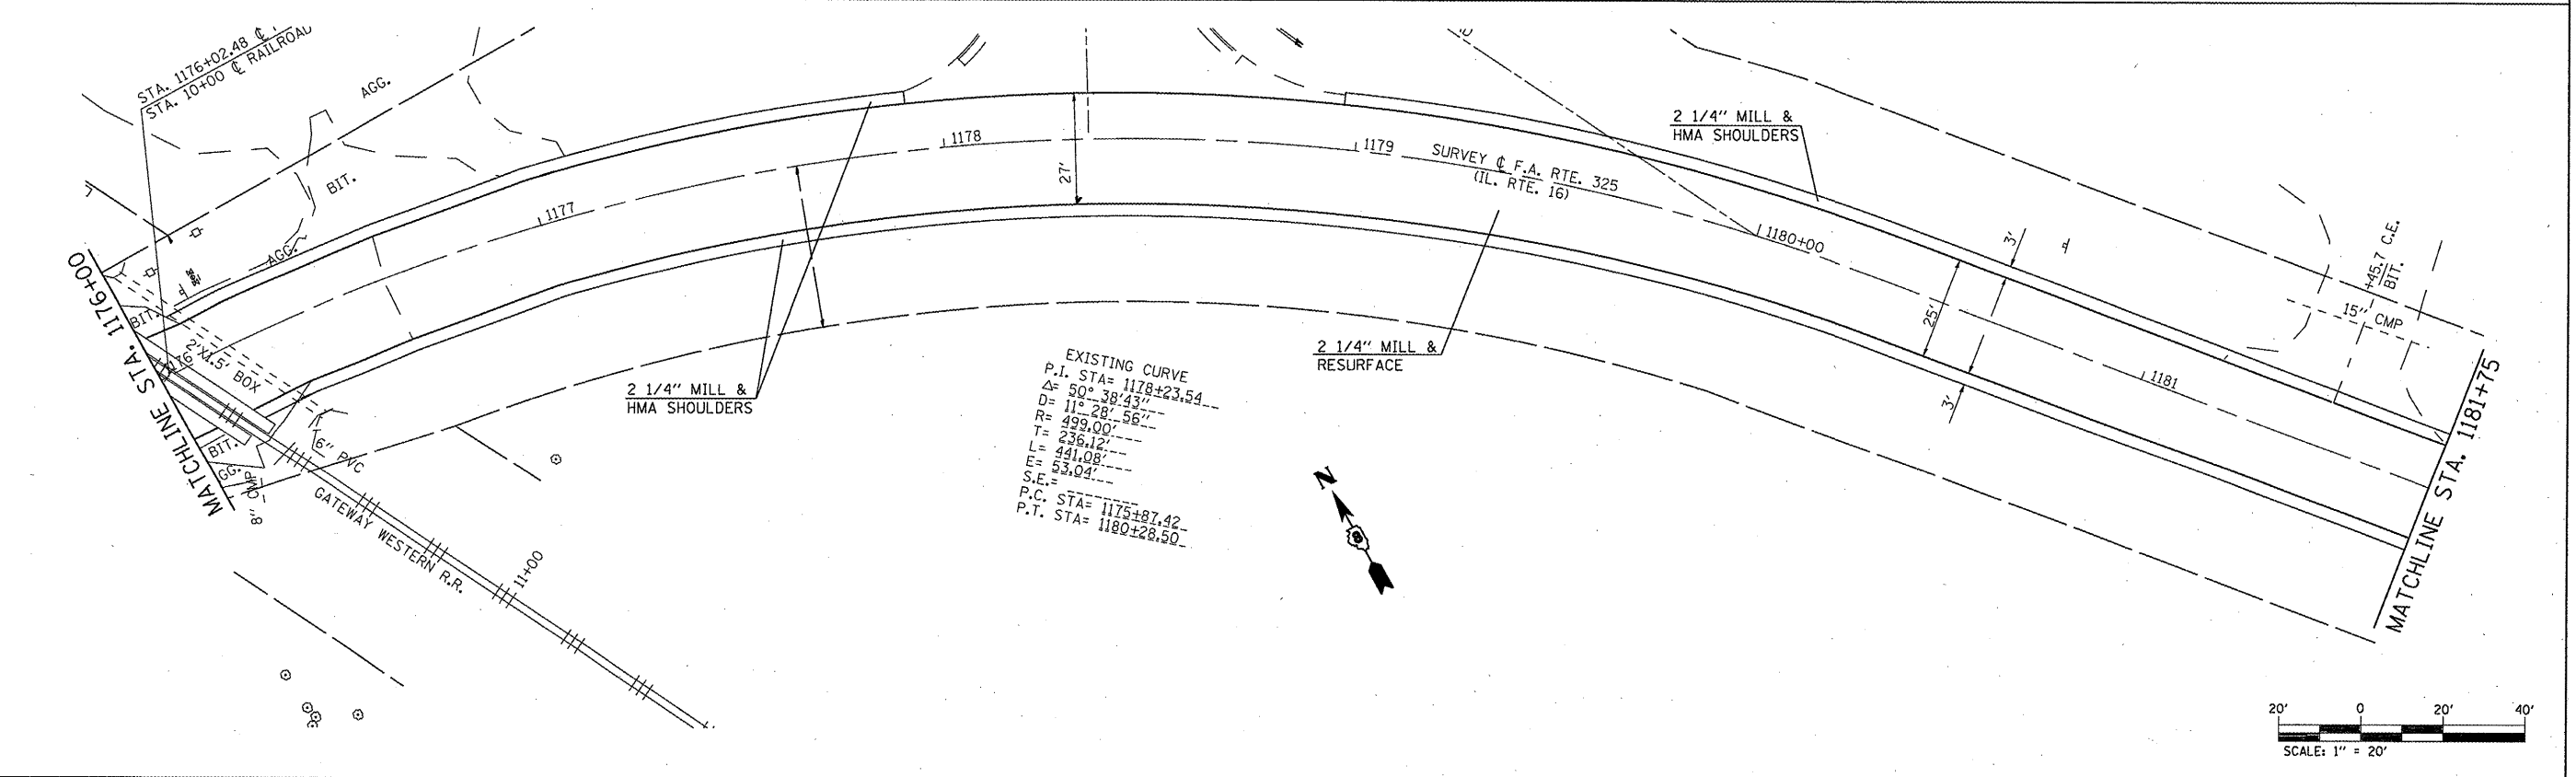 STA. 1176+02.48 ℄
STA. 10+00 ℄ RAILROAD
AGG.
BIT.
AGG.
MATCHLINE STA. 1176+00
BIT.
1176
2'X1.5' BOX
BIT.
8" CMP
6" PVC
GATEWAY WESTERN R.R.
11+00
1177
1178
27'
1179
SURVEY ℄ F.A. RTE. 325
(IL. RTE. 16)
2 1/4" MILL &
HMA SHOULDERS
1180+00
2 1/4" MILL &
HMA SHOULDERS
2 1/4" MILL &
RESURFACE
EXISTING CURVE
P.I. STA= 1178+23.54
Δ= 50° 38'43"
D= 11° 28' 56"
R= 499.00'
T= 236.12'
L= 441.08'
E= 53.04'
S.E.=
P.C. STA= 1175+87.42
P.T. STA= 1180+28.50
N
3'
25'
3'
1181
+45.7 C.E.
BIT.
15" CMP
MATCHLINE STA. 1181+75
20' 0 20' 40'
SCALE: 1" = 20'